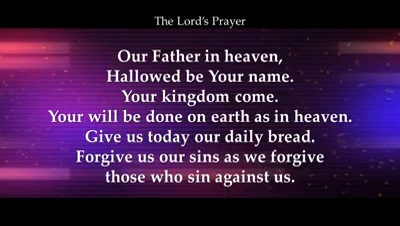 The Lord's Prayer
Our Father in heaven,
Hallowed be Your name.
Your kingdom come.
Your will be done on earth as in heaven.
Give us today our daily bread.
Forgive us our sins as we forgive
those who sin against us.